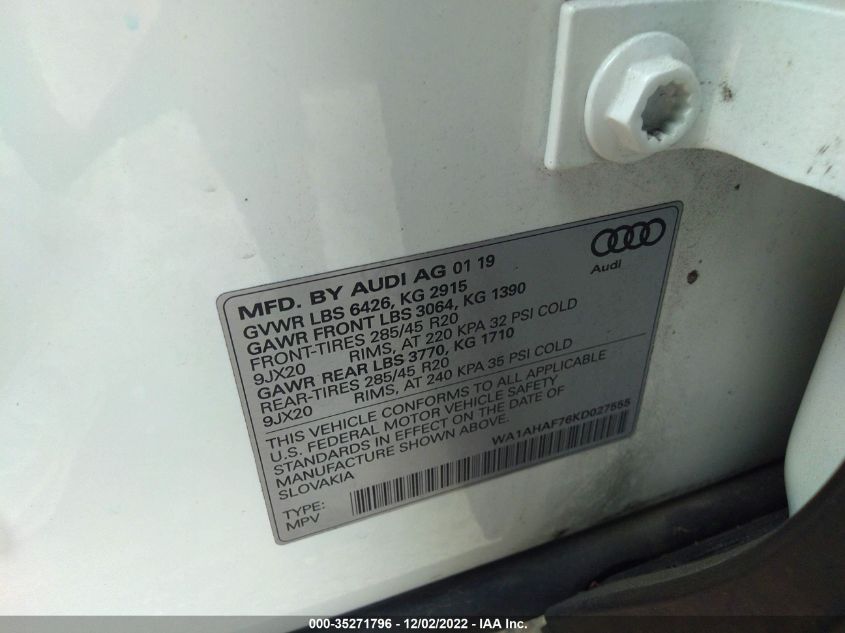 MFD. BY AUDI AG 01 19
GVWR LBS 6426, KG 2915
GAWR FRONT LBS 3064, KG 1390
FRONT-TIRES 285/45 R20
9JX20 RIMS, AT 220 KPA 32 PSI COLD
GAWR REAR LBS 3770, KG 1710
REAR-TIRES 285/45 R20
9JX20 RIMS, AT 240 KPA 35 PSI COLD
Audi
THIS VEHICLE CONFORMS TO ALL APPLICABLE
U.S. FEDERAL MOTOR VEHICLE SAFETY
STANDARDS IN EFFECT ON THE DATE OF
MANUFACTURE SHOWN ABOVE.
SLOVAKIA
WA1AHAF76KD027555
TYPE:
MPV
000-35271796 - 12/02/2022 - IAA Inc.